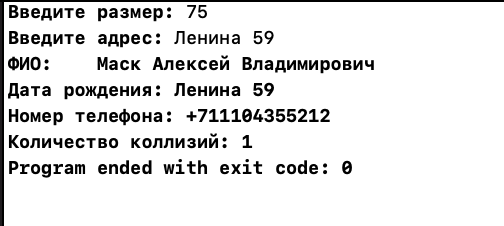 Введите размер: 75
Введите адрес: Ленина 59
ФИО:    Маск Алексей Владимирович
Дата рождения: Ленина 59
Номер телефона: +711104355212
Количество коллизий: 1
Program ended with exit code: 0